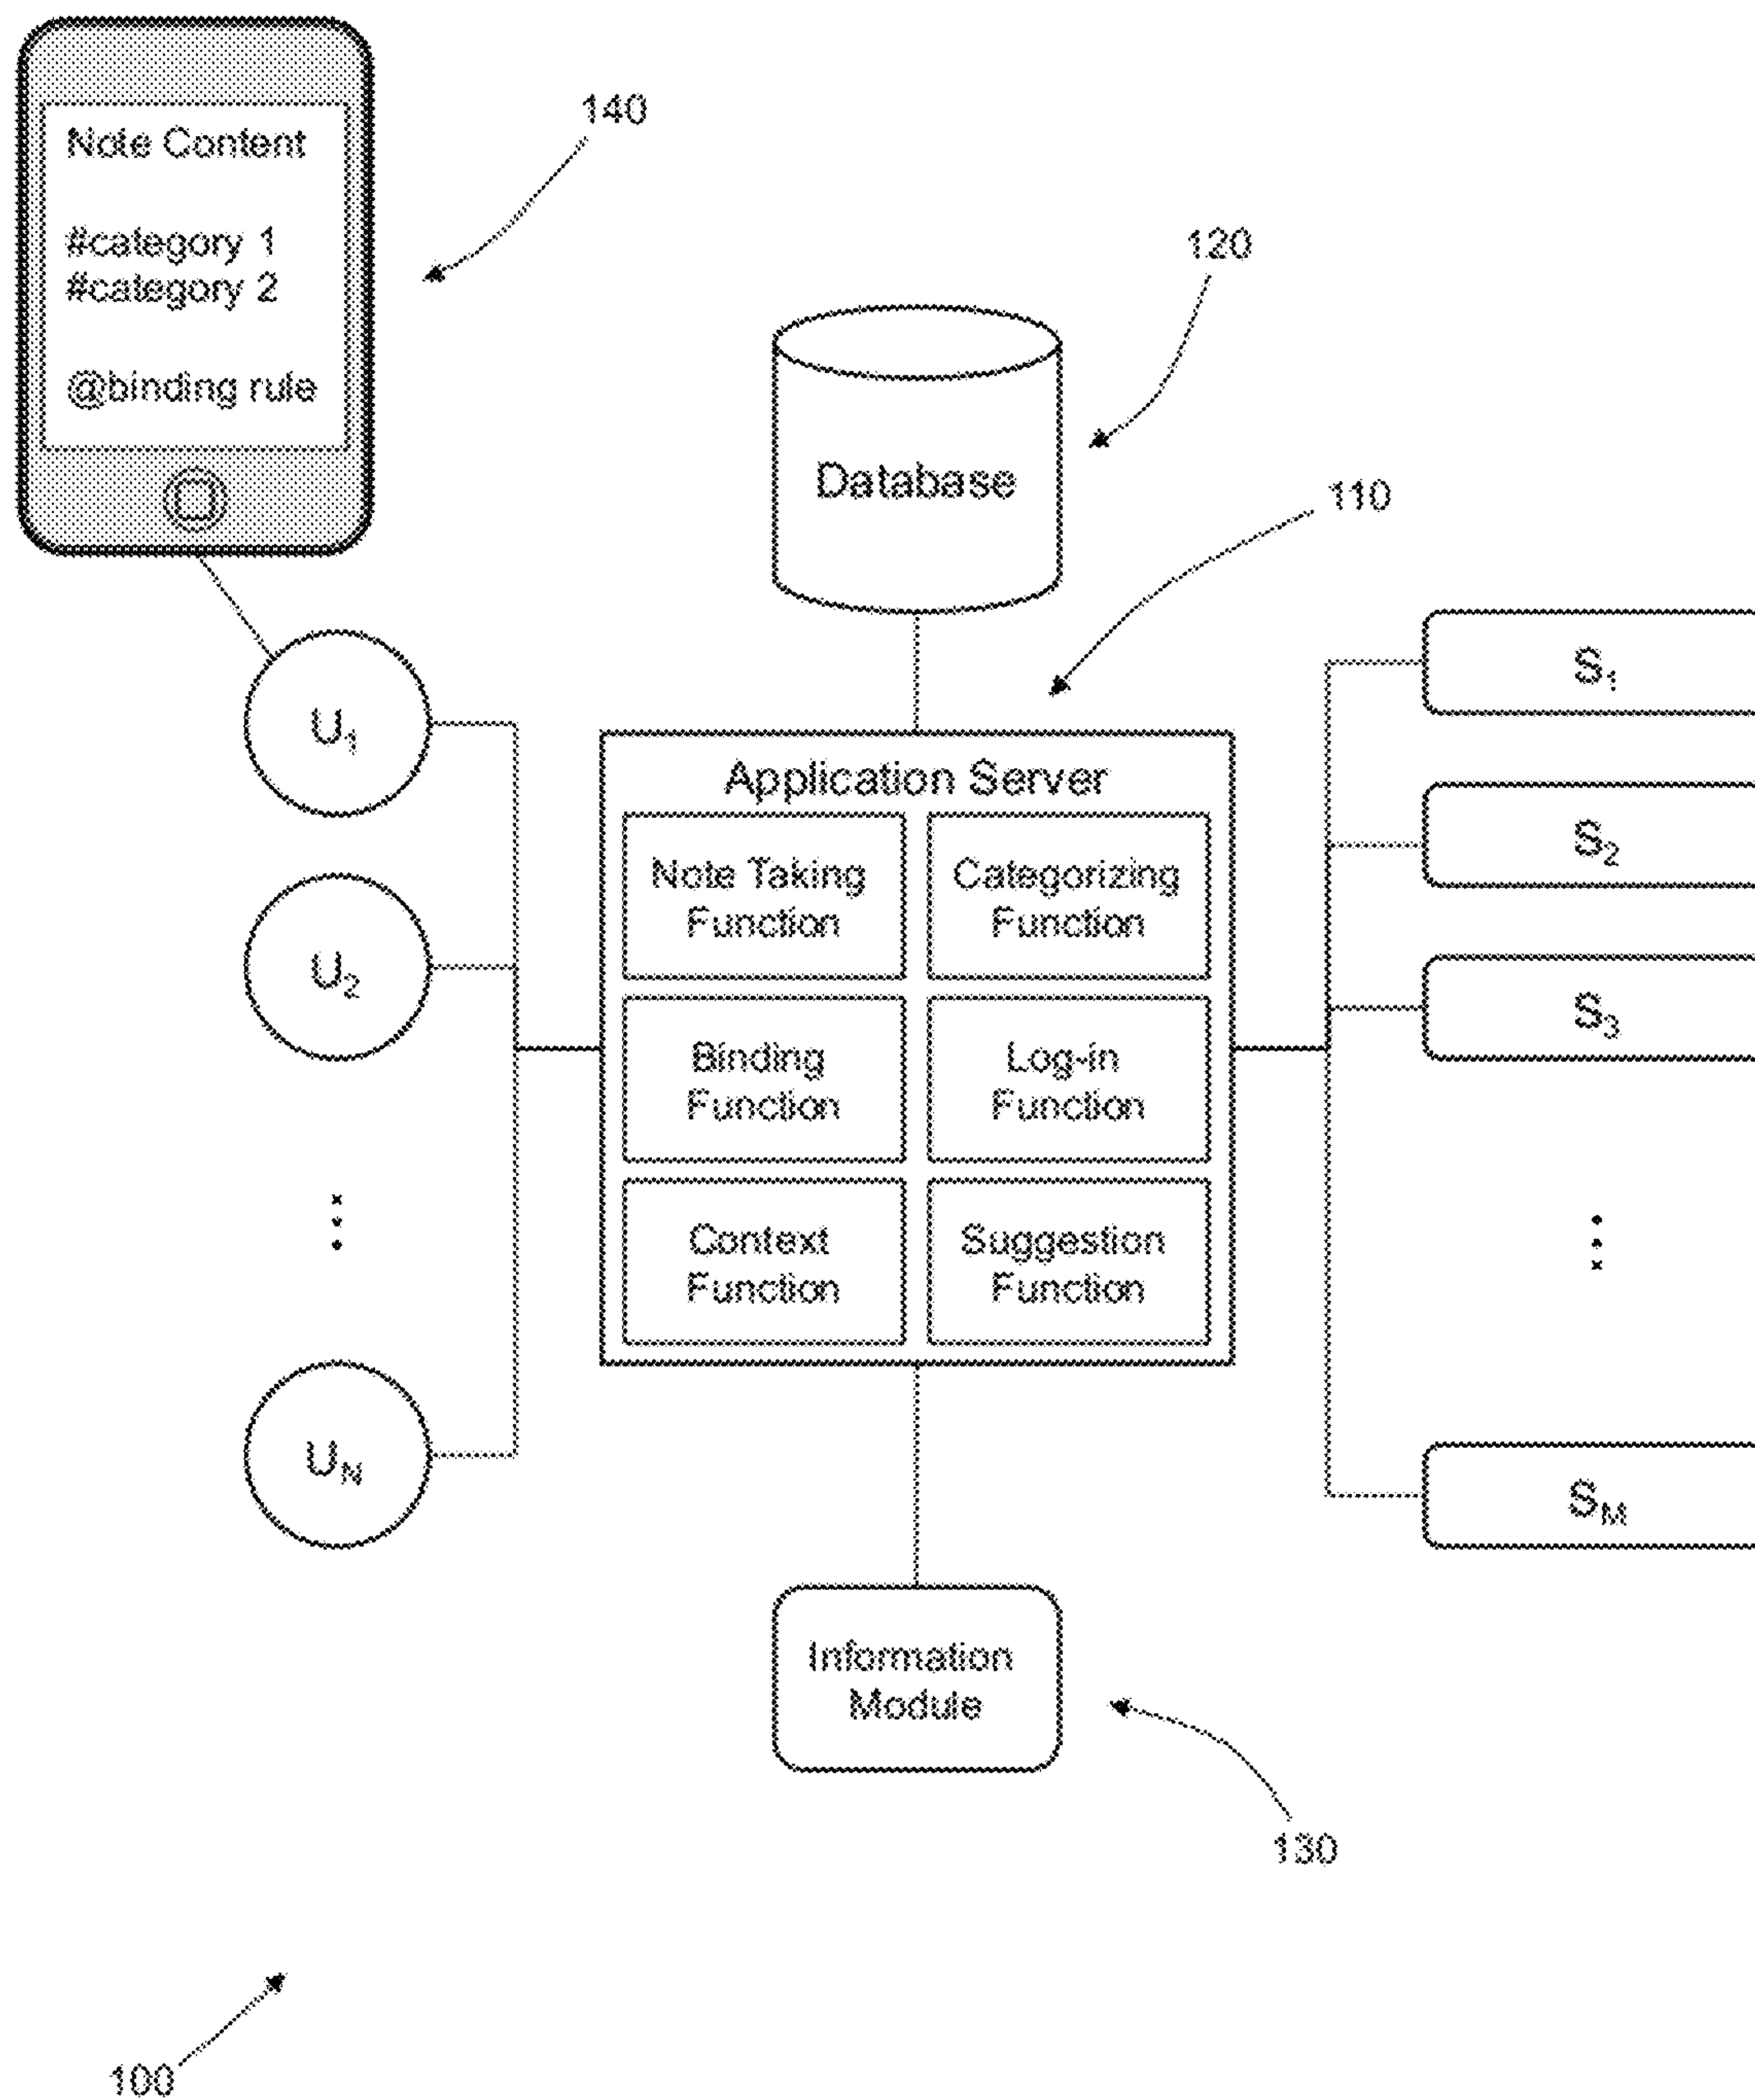 Note Content
#category 1
#category 2
@binding rule
140
120
Database
110
U1
U2
UN
Application Server
Note Taking
Function
Categorizing
Function
Binding
Function
Log-in
Function
Context
Function
Suggestion
Function
S1
S2
S3
SM
Information
Module
130
100